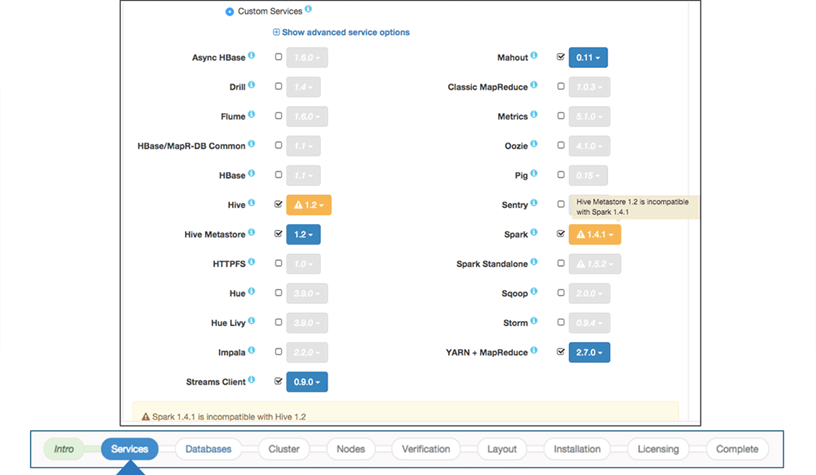 Custom Services
Show advanced service options
Async HBase 1.6.0
Drill 1.4
Flume 1.6.0
HBase/MapR-DB Common 1.1
HBase 1.1
Hive 1.2
Hive Metastore 1.2
HTTPFS 1.0
Hue 3.9.0
Hue Livy 3.9.0
Impala 2.2.0
Streams Client 0.9.0
Mahout 0.11
Classic MapReduce 1.0.3
Metrics 5.1.0
Oozie 4.1.0
Pig 0.15
Sentry
Hive Metastore 1.2 is incompatible
with Spark 1.4.1
Spark 1.4.1
Spark Standalone 1.5.2
Sqoop 2.0.0
Storm 0.9.4
YARN + MapReduce 2.7.0
Spark 1.4.1 is incompatible with Hive 1.2
Intro Services Databases Cluster Nodes Verification Layout Installation Licensing Complete